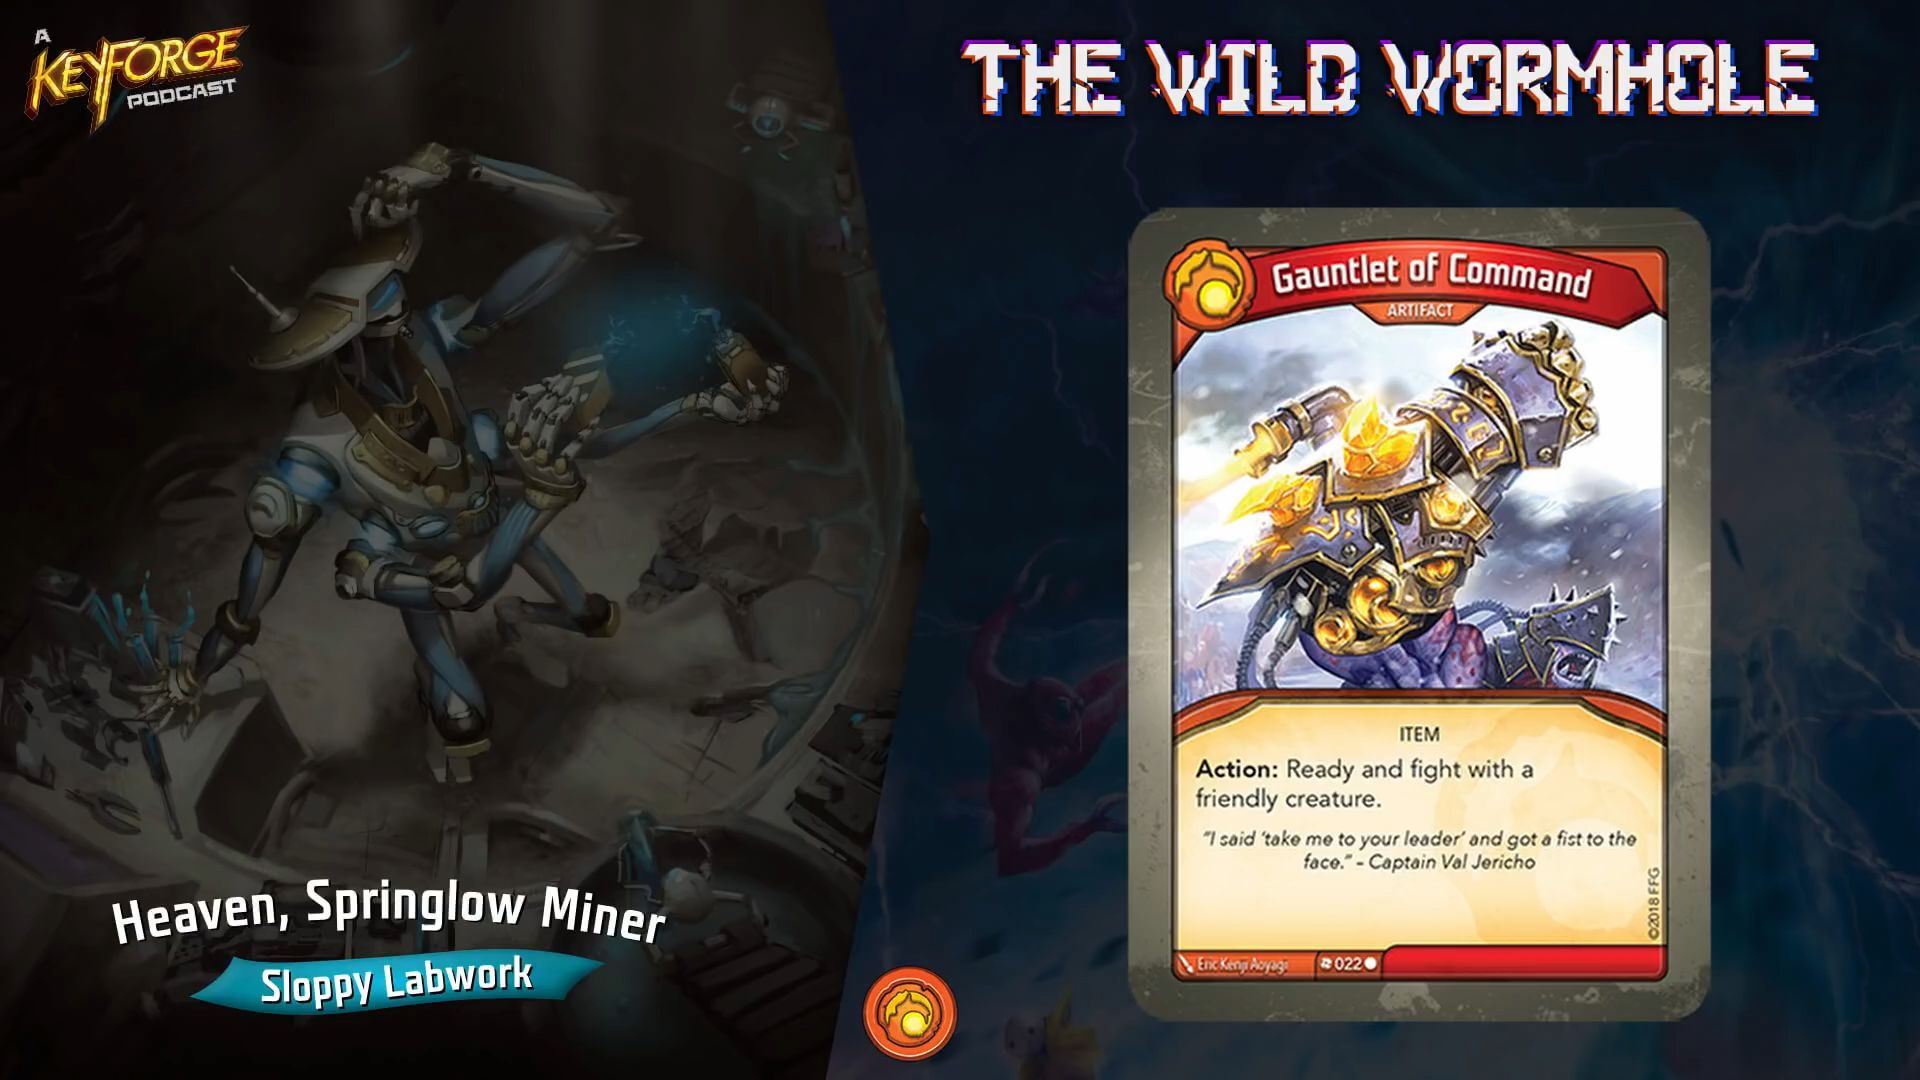 A
KEYFORGE
PODCAST
THE WILD WORMHOLE
Gauntlet of Command
ARTIFACT
ITEM
Action: Ready and fight with a
friendly creature.
"I said 'take me to your leader' and got a fist to the
face." - Captain Val Jericho
©2018 FFG
Eric Kenji Aoyagi
022
Heaven, Springlow Miner
Sloppy Labwork